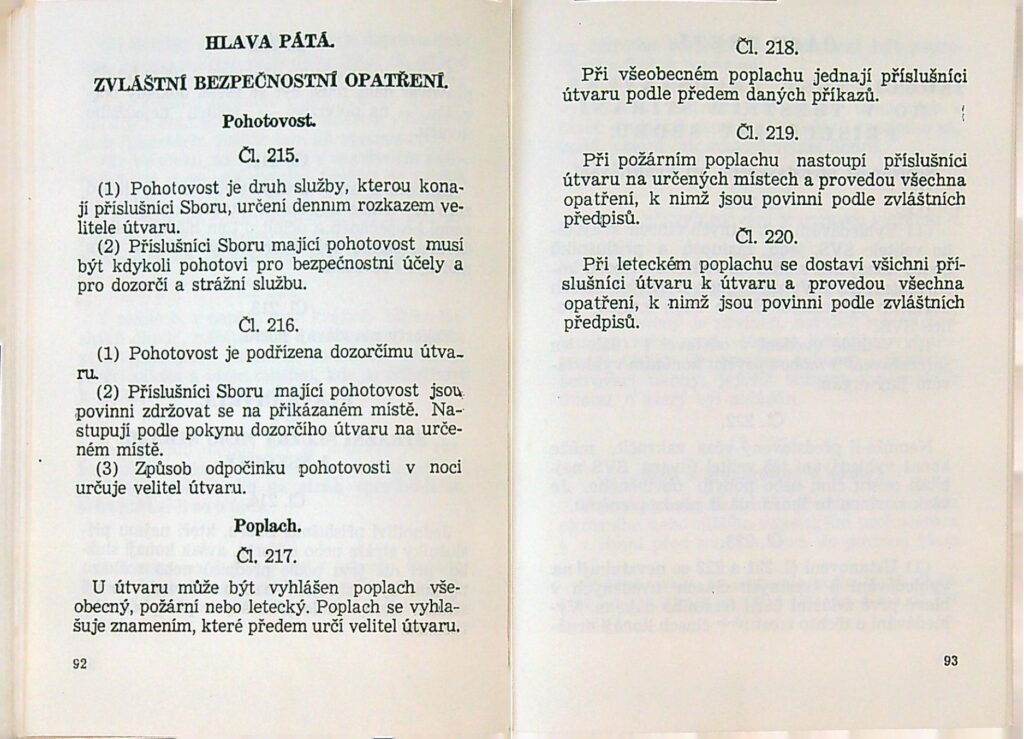 HLAVA PÁTÁ.
ZVLÁŠTNÍ BEZPEČNOSTNÍ OPATŘENÍ.
Pohotovost.
Čl. 215.
(1) Pohotovost je druh služby, kterou kona-
jí příslušníci Sboru, určení denním rozkazem ve-
litele útvaru.
(2) Příslušníci Sboru mající pohotovost musí
být kdykoli pohotovi pro bezpečnostní účely a
pro dozorčí a strážní službu.
Čl. 216.
(1) Pohotovost je podřízena dozorčímu útva-
ru.
(2) Příslušníci Sboru mající pohotovost jsou
povinni zdržovat se na přikázaném místě. Na-
stupují podle pokynu dozorčího útvaru na urče-
ném místě.
(3) Způsob odpočinku pohotovosti v noci
určuje velitel útvaru.
Poplach.
Čl. 217.
U útvaru může být vyhlášen poplach vše-
obecný, požární nebo letecký. Poplach se vyhla-
šuje znamením, které předem určí velitel útvaru.
92
Čl. 218.
Při všeobecném poplachu jednají příslušníci
útvaru podle předem daných příkazů.
Čl. 219.
Při požárním poplachu nastoupí příslušníci
útvaru na určených místech a provedou všechna
opatření, k nimž jsou povinni podle zvláštních
předpisů.
Čl. 220.
Při leteckém poplachu se dostaví všichni pří-
slušníci útvaru k útvaru a provedou všechna
opatření, k nimž jsou povinni podle zvláštních
předpisů.
93